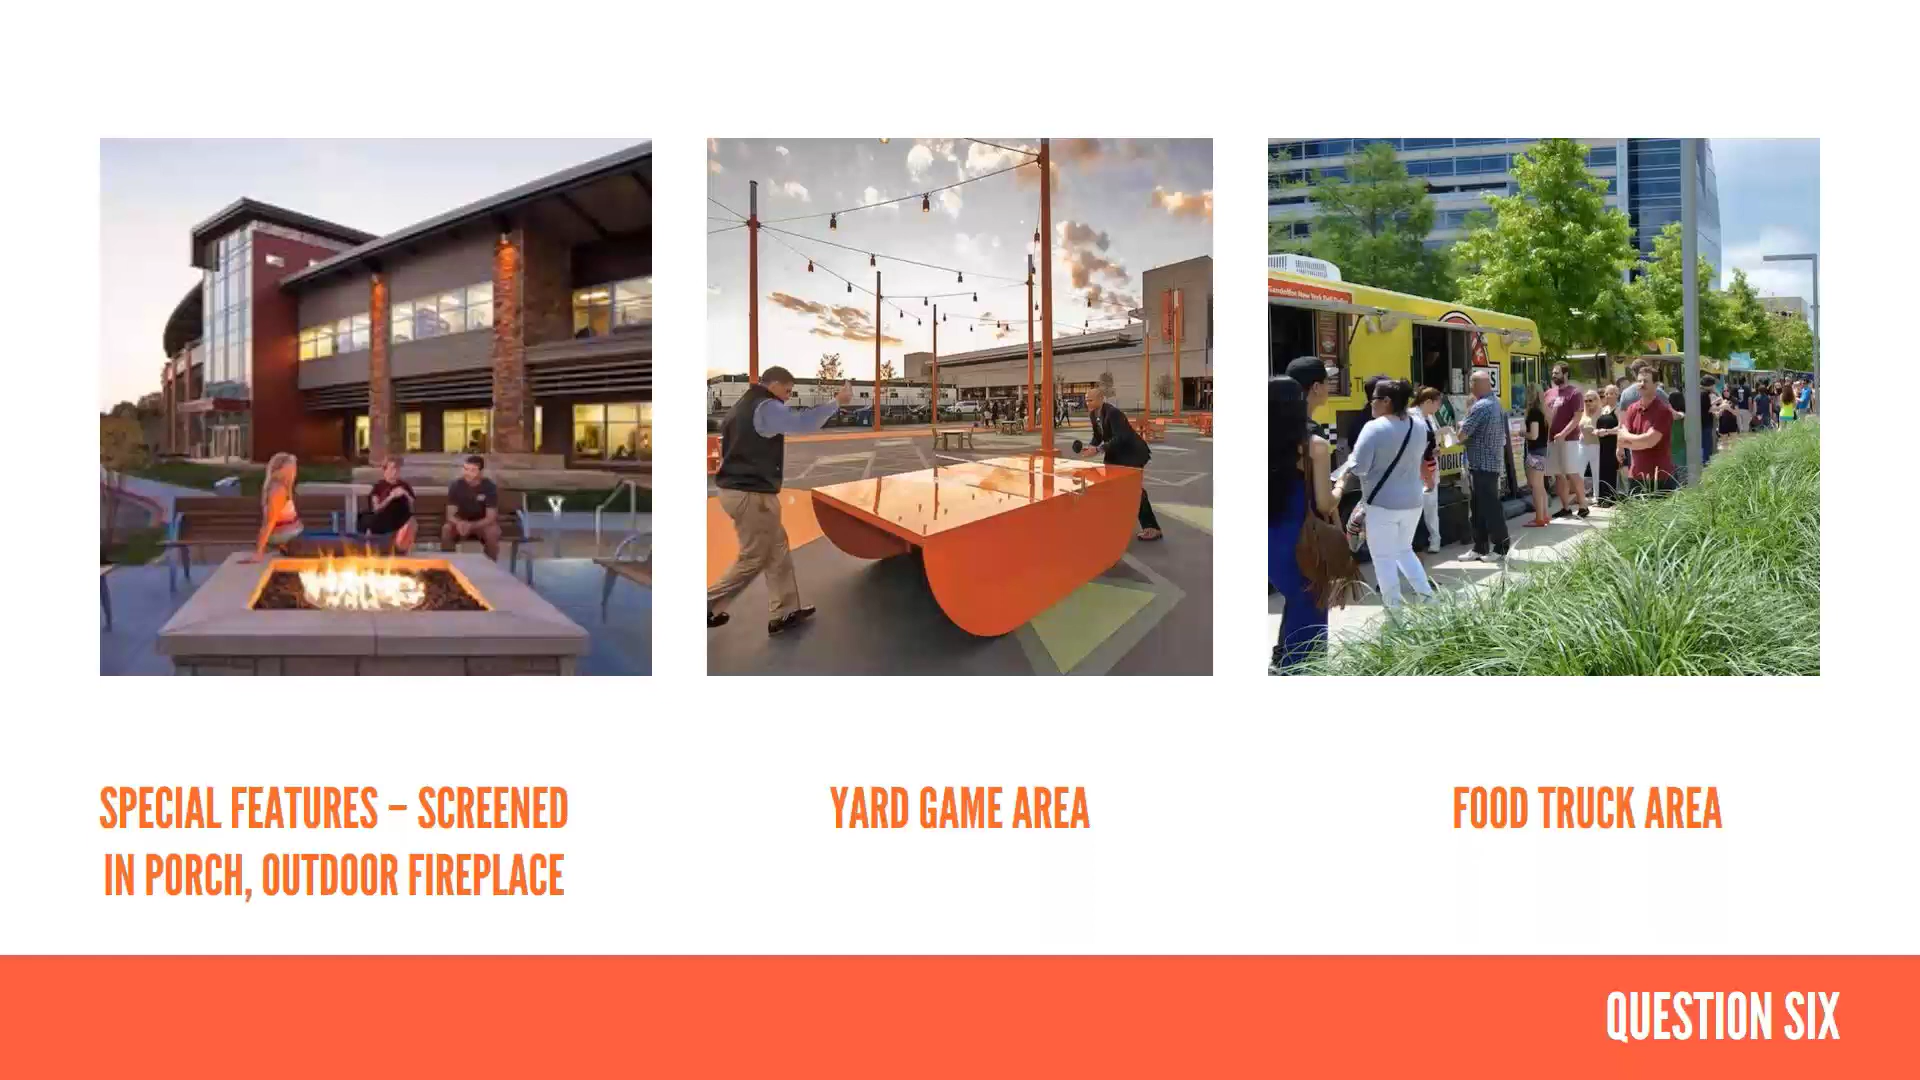 SPECIAL FEATURES – SCREENED
IN PORCH, OUTDOOR FIREPLACE
YARD GAME AREA
FOOD TRUCK AREA
QUESTION SIX